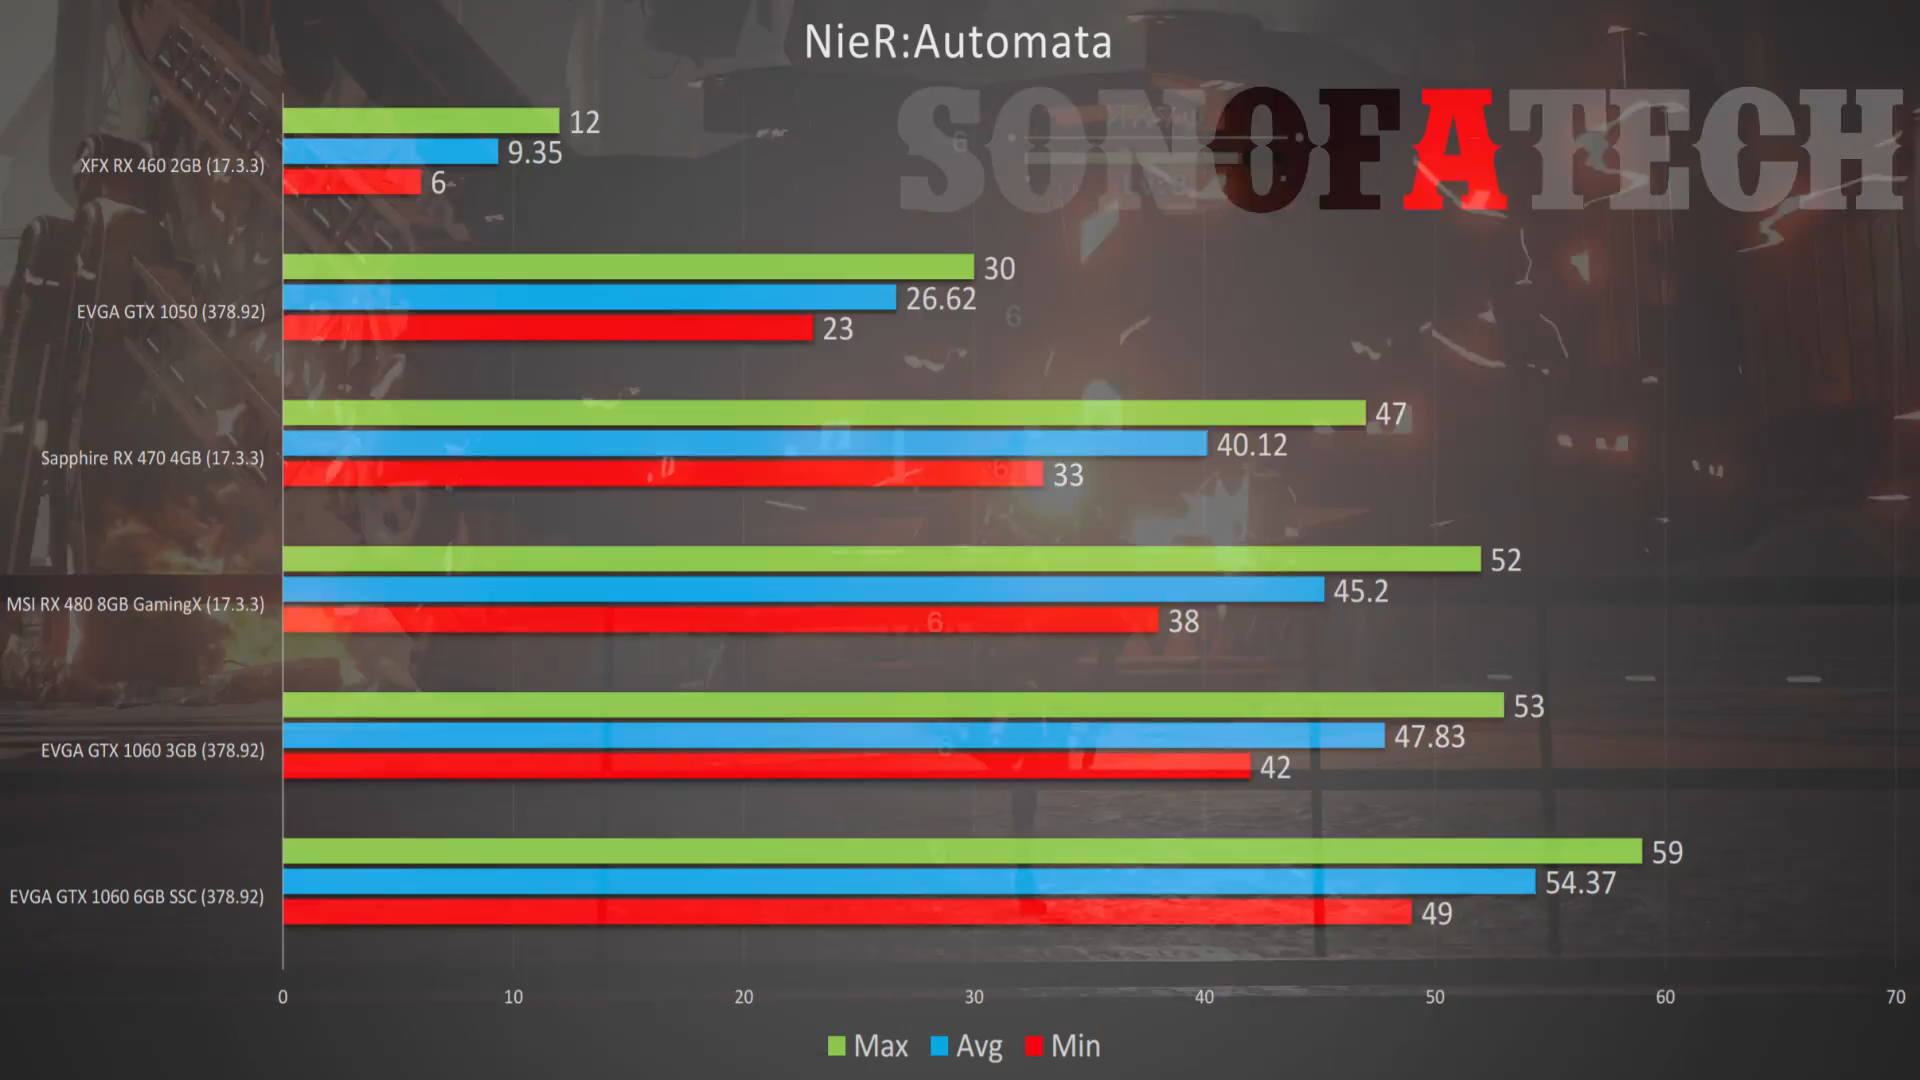 NieR:Automata
SONOFATECH
XFX RX 460 2GB (17.3.3)
12
9.35
6
EVGA GTX 1050 (378.92)
30
26.62
23
Sapphire RX 470 4GB (17.3.3)
47
40.12
33
MSI RX 480 8GB GamingX (17.3.3)
52
45.2
38
EVGA GTX 1060 3GB (378.92)
53
47.83
42
EVGA GTX 1060 6GB SSC (378.92)
59
54.37
49
0 10 20 30 40 50 60 70
Max Avg Min